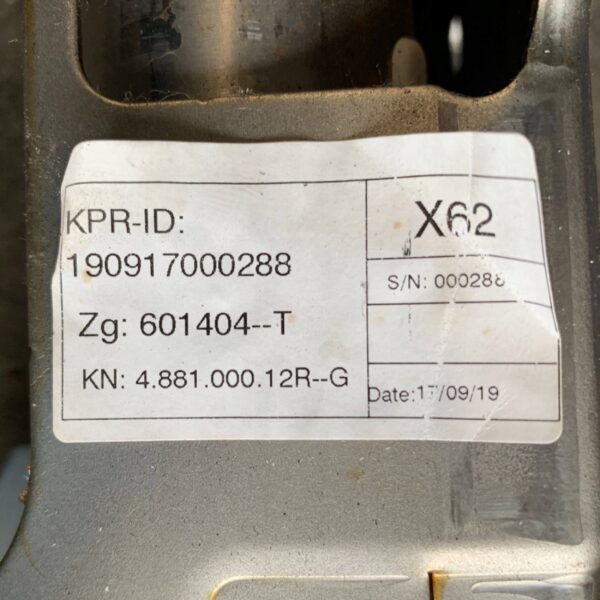 KPR-ID:
190917000288
Zg: 601404--T
KN: 4.881.000.12R--G
X62
S/N: 000288
Date:17/09/19